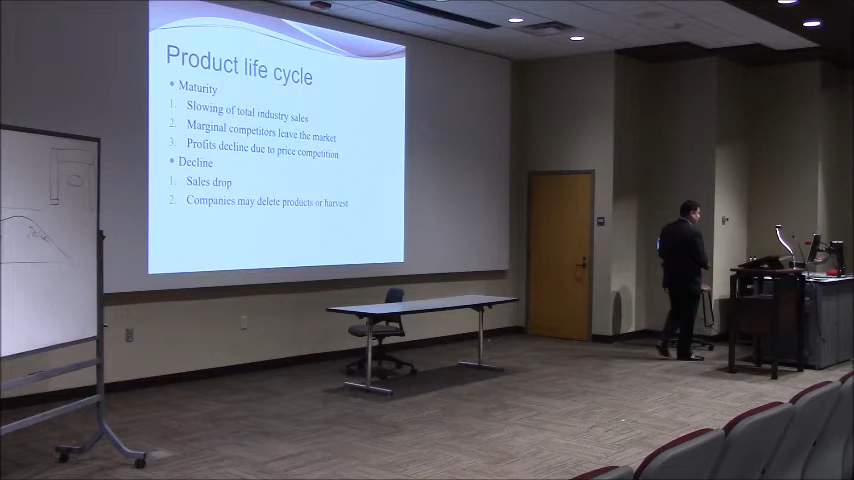 Product life cycle
• Maturity
1. Slowing of total industry sales
2. Marginal competitors leave the market
3. Profits decline due to price competition
• Decline
1. Sales drop
2. Companies may delete products or harvest